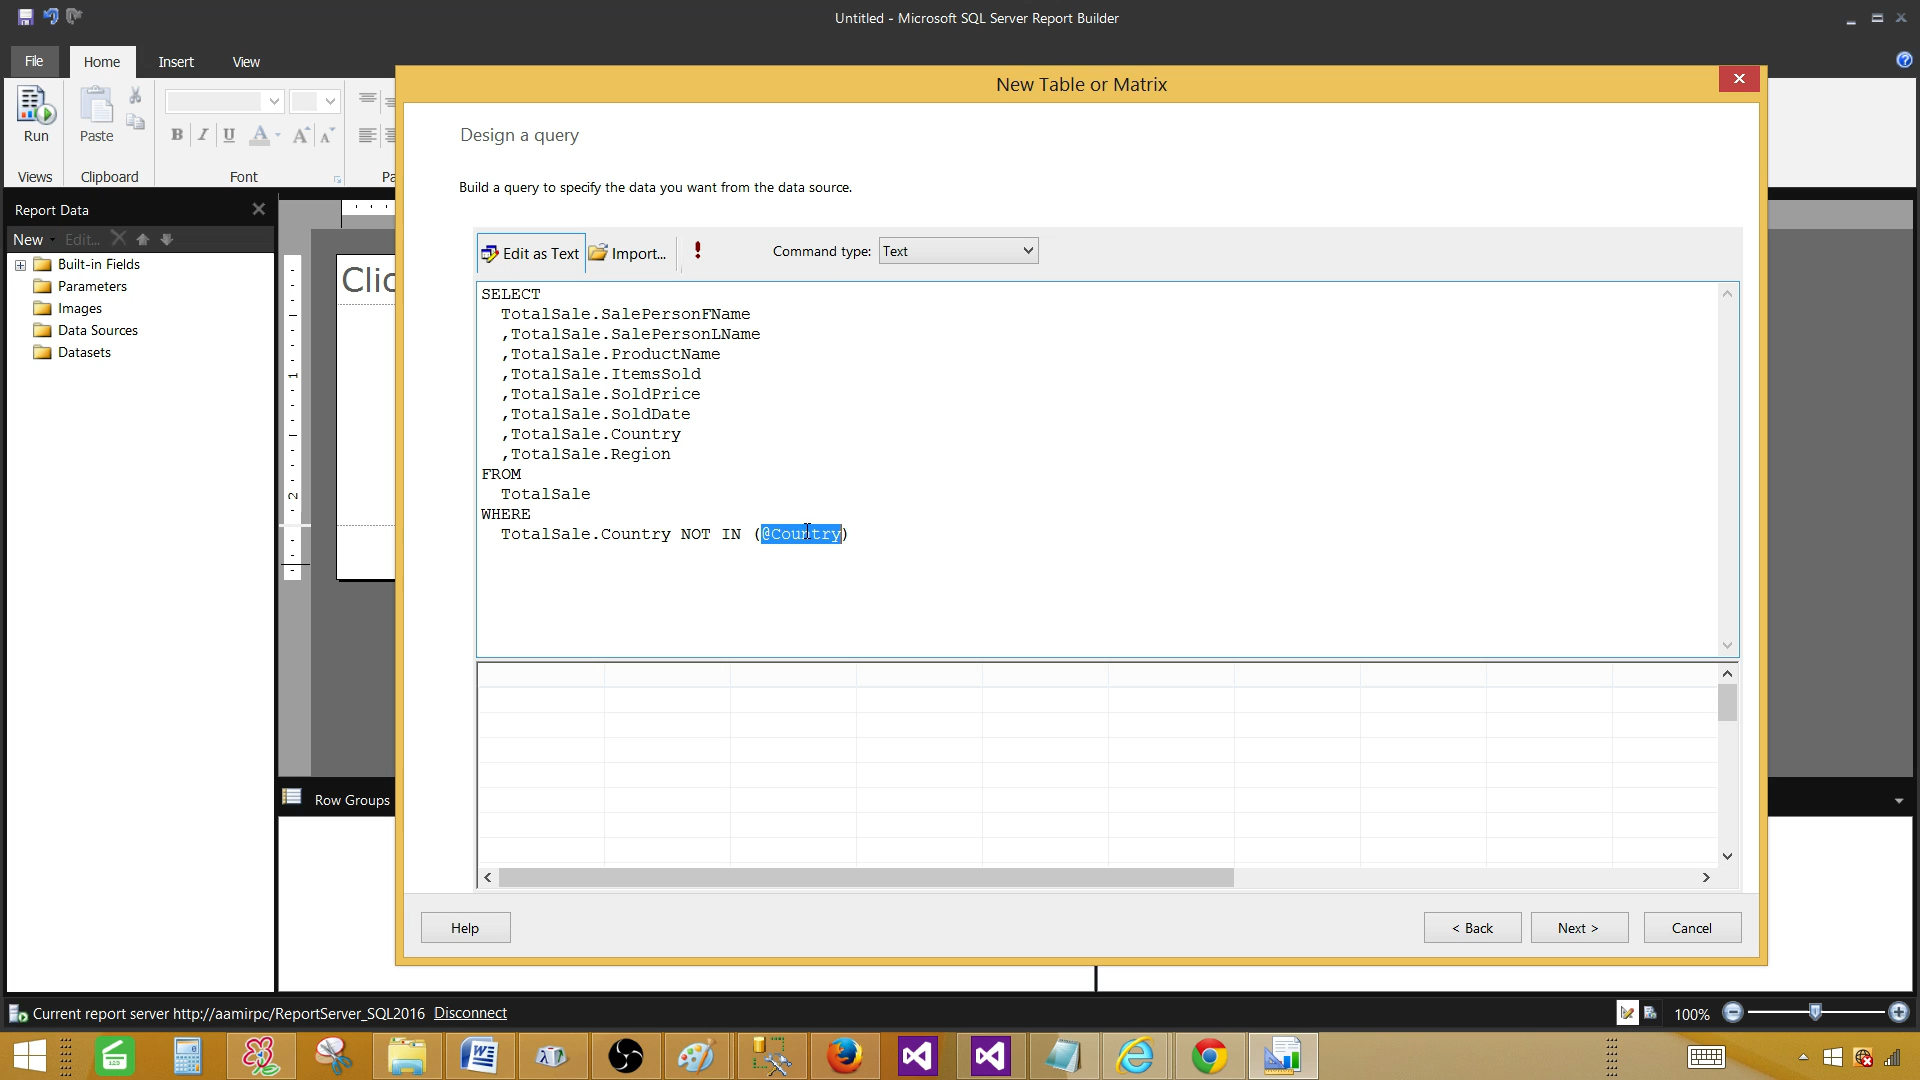 Untitled - Microsoft SQL Server Report Builder
File
Home
Insert
View
New Table or Matrix
Run
Paste
B
I
U
A
A
A
Views
Clipboard
Font
Design a query
Build a query to specify the data you want from the data source.
Report Data
New
Edit...
Edit as Text
Import...
!
Command type:
Text
Built-in Fields
Parameters
Images
Data Sources
Datasets
Clic
1
2
SELECT
TotalSale.SalePersonFName
,TotalSale.SalePersonLName
,TotalSale.ProductName
,TotalSale.ItemsSold
,TotalSale.SoldPrice
,TotalSale.SoldDate
,TotalSale.Country
,TotalSale.Region
FROM
TotalSale
WHERE
TotalSale.Country NOT IN (@Country)
Row Groups
Help
< Back
Next >
Cancel
Current report server http://aamirpc/ReportServer_SQL2016 Disconnect
100%